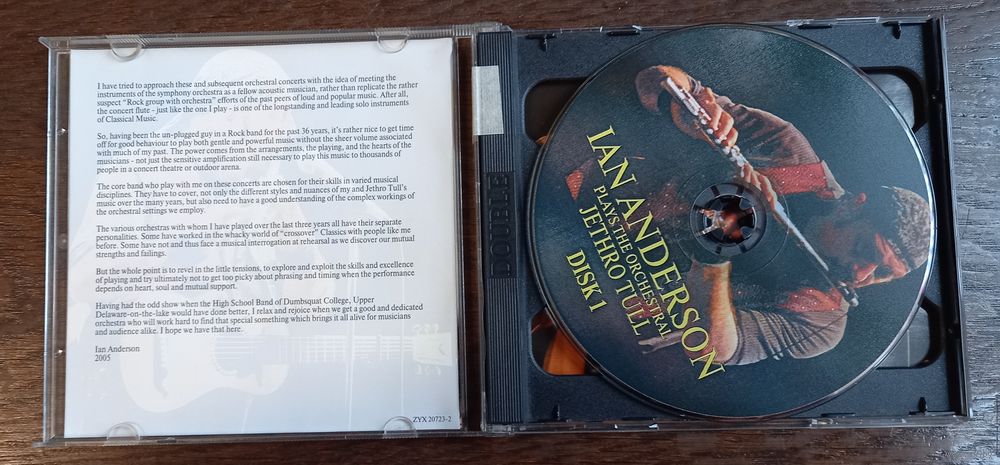 I have tried to approach these and subsequent orchestral concerts with the idea of meeting the
instruments of the symphony orchestra as a fellow acoustic musician, rather than replicate the rather
suspect "Rock group with orchestra" efforts of the past peers of loud and popular music. After all,
the concert flute - just like the one I play - is one of the longstanding and leading solo instruments
of Classical Music.
So, having been the un-plugged guy in a Rock band for the past 36 years, it's rather nice to get time
off for good behaviour to play both gentle and powerful music without the sheer volume associated
with much of my past. The power comes from the arrangements, the playing, and the hearts of the
musicians - not just the sensitive amplification still necessary to play this music to thousands of
people in a concert theatre or outdoor arena.
The core band who play with me on these concerts are chosen for their skills in varied musical
disciplines. They have to cover, not only the different styles and nuances of my and Jethro Tull's
music over the many years, but also need to have a good understanding of the complex workings of
the orchestral settings we employ.
The various orchestras with whom I have played over the last three years all have their separate
personalities. Some have worked in the whacky world of "crossover" Classics with people like me
before. Some have not and thus face a musical interrogation at rehearsal as we discover our mutual
strengths and failings.
But the whole point is to revel in the little tensions, to explore and exploit the skills and excellence
of playing and try ultimately not to get too picky about phrasing and timing when the performance
depends on heart, soul and mutual support.
Having had the odd show when the High School Band of Dumbsquat College, Upper
Delaware-on-the-lake would have done better, I relax and rejoice when we get a good and dedicated
orchestra who will work hard to find that special something which brings it all alive for musicians
and audience alike. I hope we have that here.
Ian Anderson
2005
ZYX 20723-2
DOUBLE
IAN ANDERSON
PLAYS THE ORCHESTRAL
JETHRO TULL
DISK 1